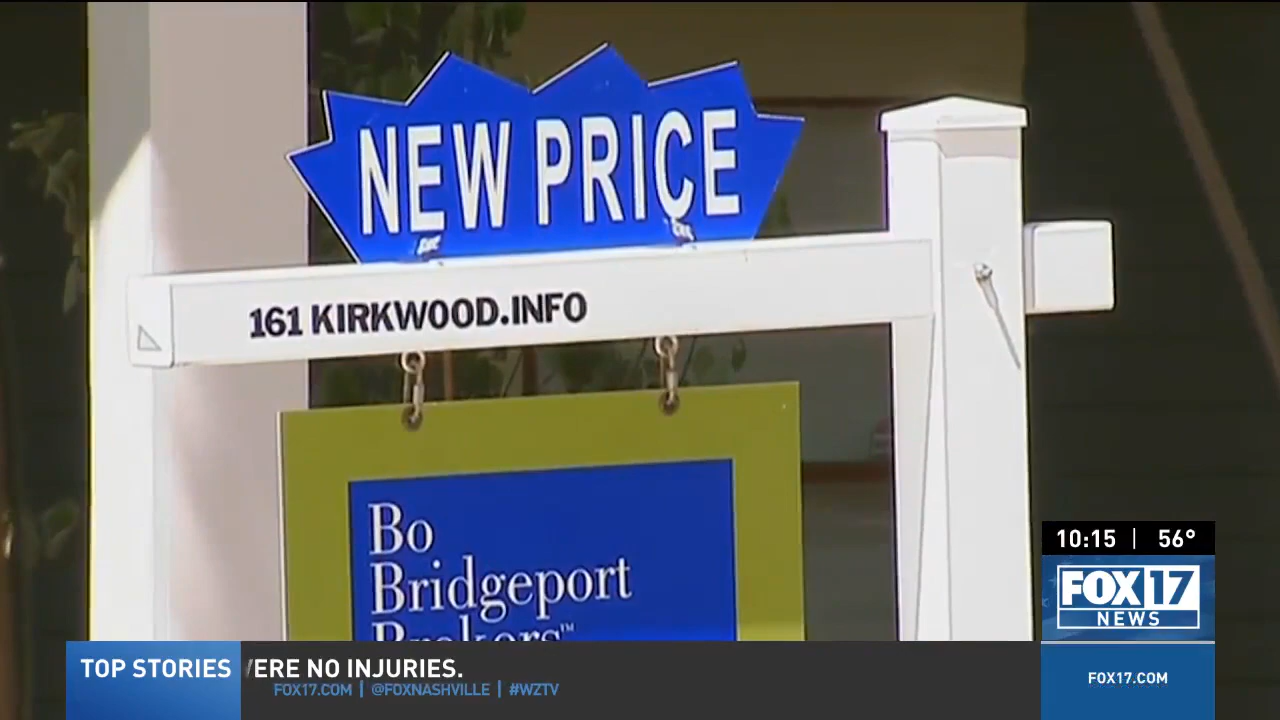 NEW PRICE
161 KIRKWOOD.INFO
Bo
Bridgeport
Brokers™
10:15 | 56°
FOX 17
NEWS
TOP STORIES
ERE NO INJURIES.
FOX17.COM | @FOXNASHVILLE | #WZTV
FOX17.COM